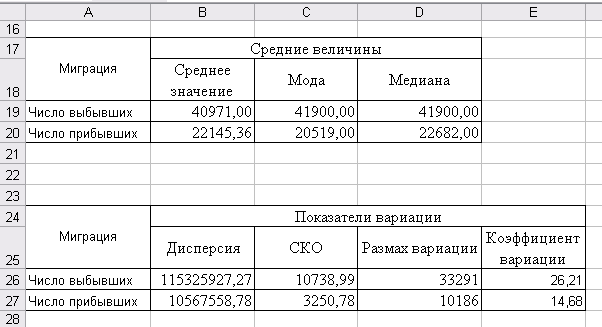 A B C D E
16
17 Средние величины
Миграция
18 Среднее значение Мода Медиана
19 Число выбывших 40971,00 41900,00 41900,00
20 Число прибывших 22145,36 20519,00 22682,00
21
22
23
24 Показатели вариации
Миграция
25 Дисперсия СКО Размах вариации Коэффициент вариации
26 Число выбывших 115325927,27 10738,99 33291 26,21
27 Число прибывших 10567558,78 3250,78 10186 14,68
28